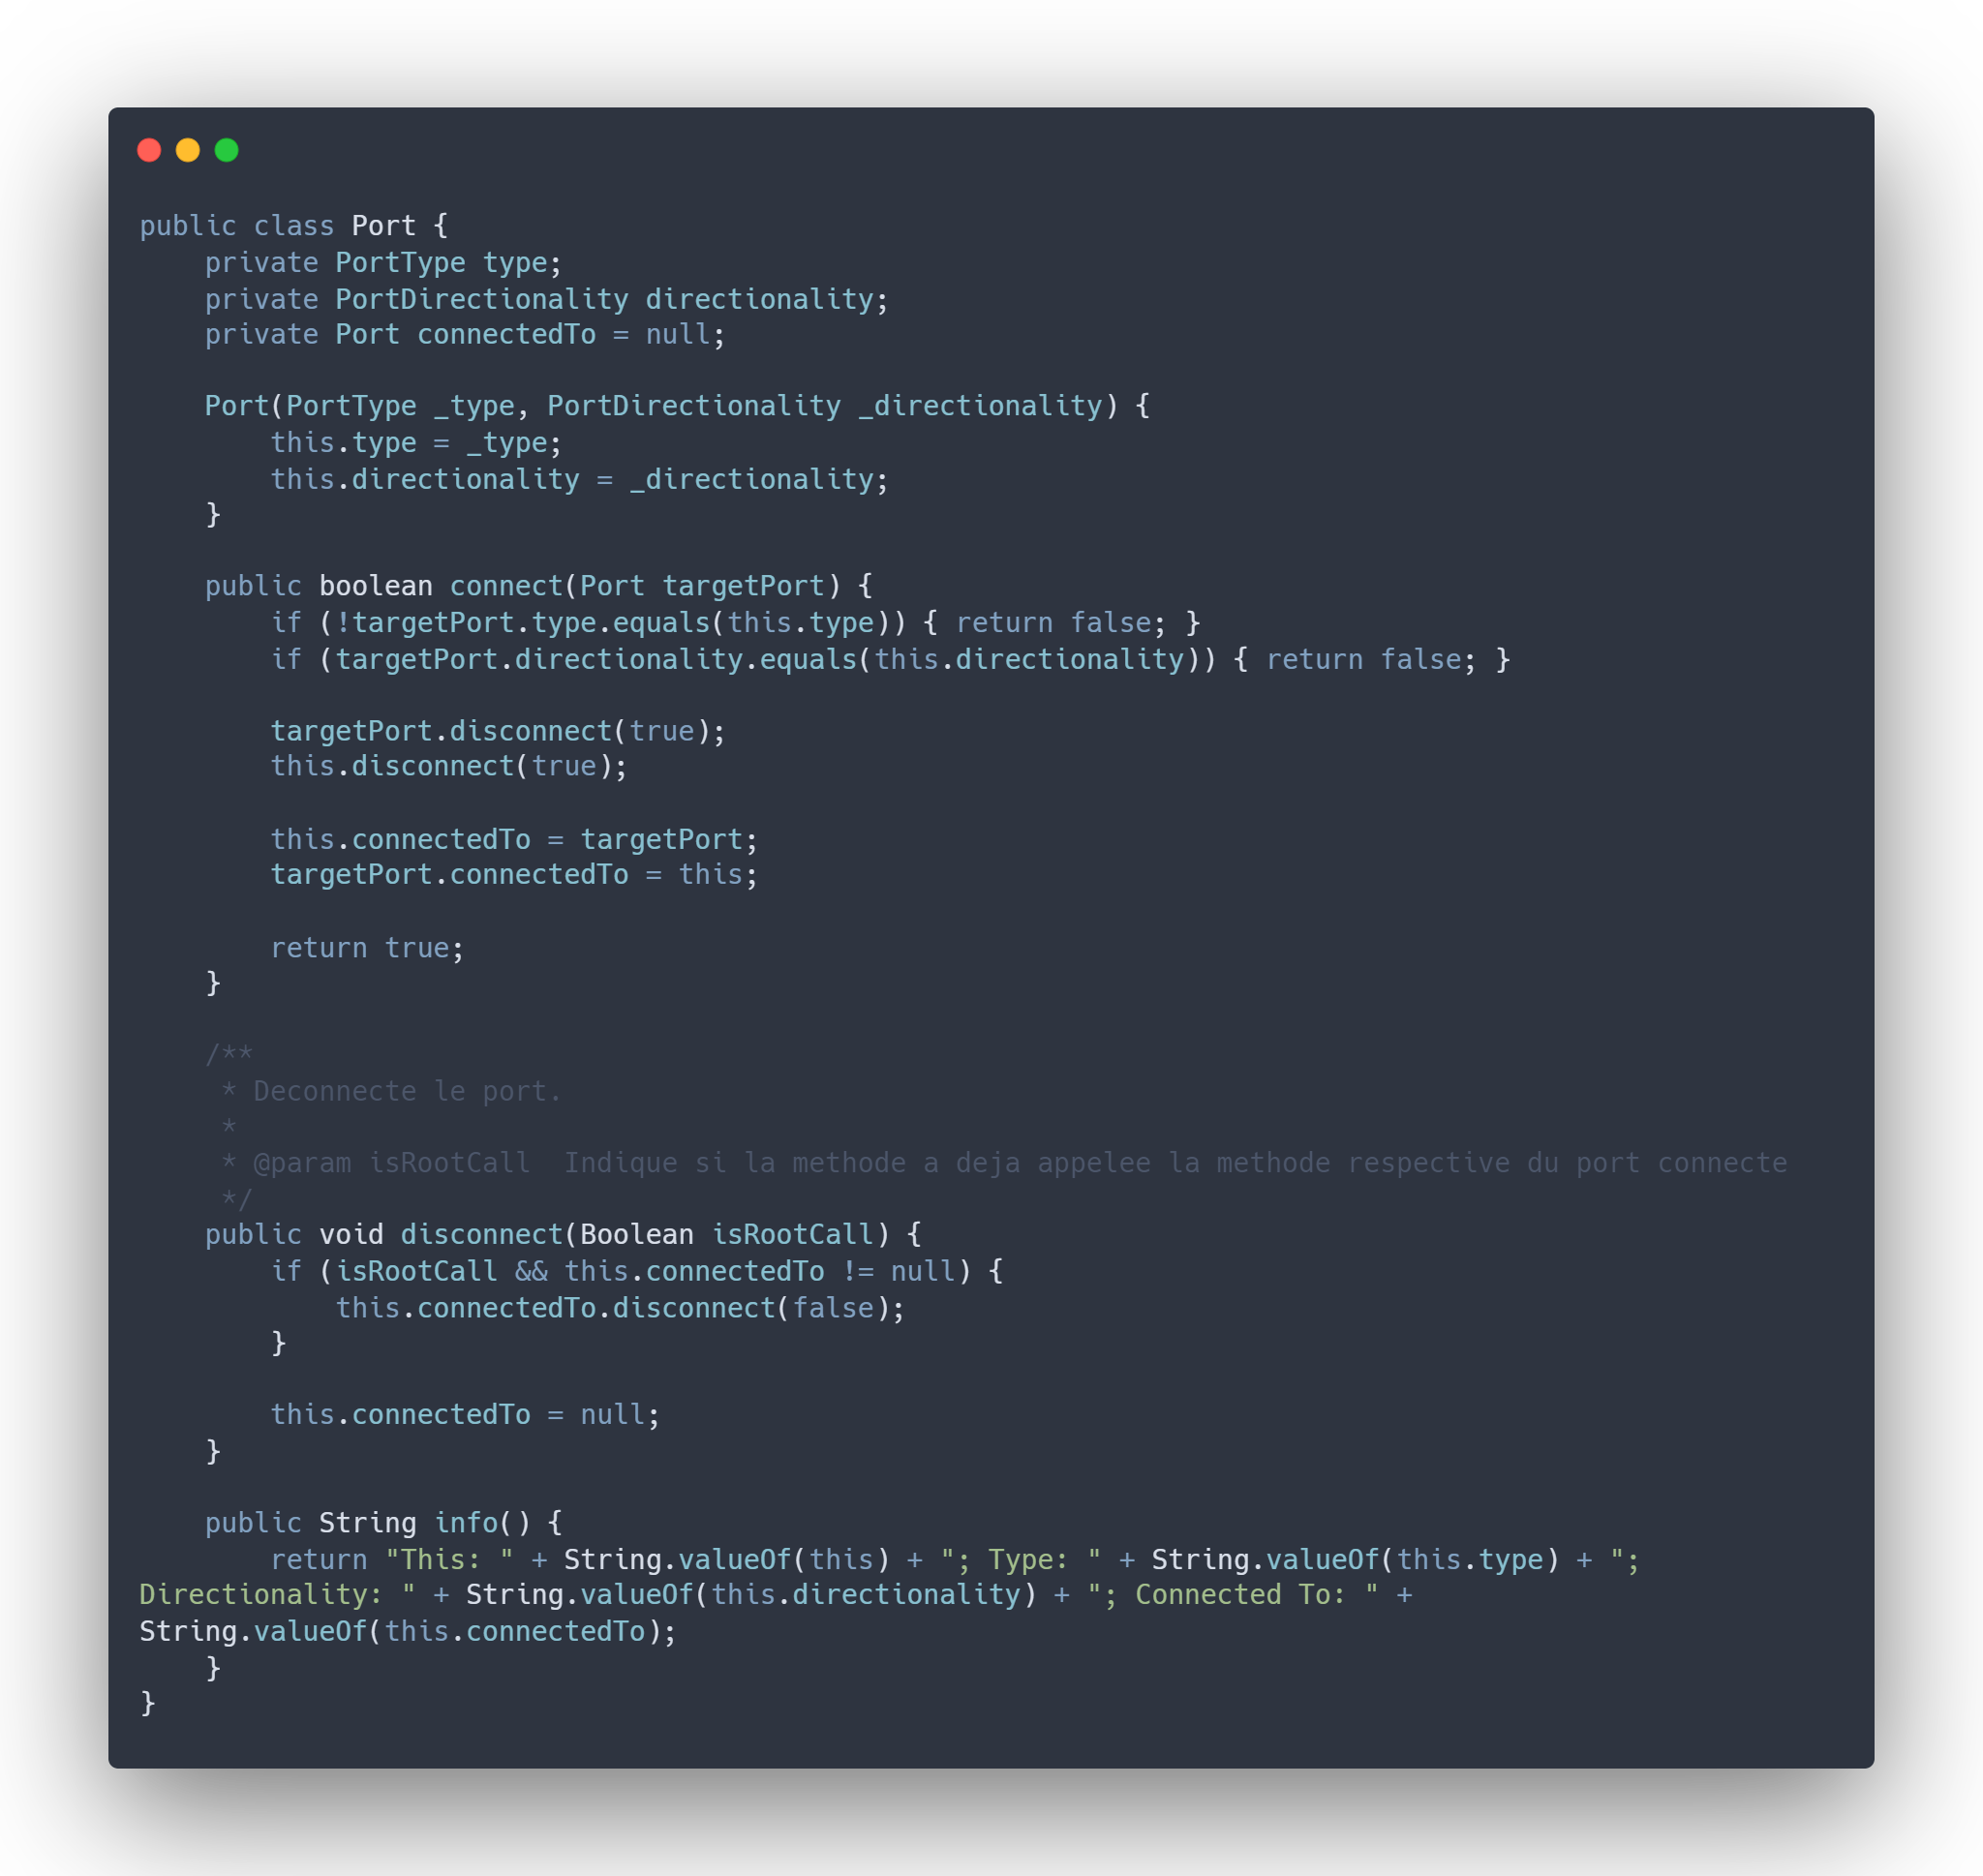 public class Port {
    private PortType type;
    private PortDirectionality directionality;
    private Port connectedTo = null;

    Port(PortType _type, PortDirectionality _directionality) {
        this.type = _type;
        this.directionality = _directionality;
    }

    public boolean connect(Port targetPort) {
        if (!targetPort.type.equals(this.type)) { return false; }
        if (targetPort.directionality.equals(this.directionality)) { return false; }

        targetPort.disconnect(true);
        this.disconnect(true);

        this.connectedTo = targetPort;
        targetPort.connectedTo = this;

        return true;
    }

    /**
     * Deconnecte le port.
     *
     * @param isRootCall  Indique si la methode a deja appelee la methode respective du port connecte
     */
    public void disconnect(Boolean isRootCall) {
        if (isRootCall && this.connectedTo != null) {
            this.connectedTo.disconnect(false);
        }

        this.connectedTo = null;
    }

    public String info() {
        return "This: " + String.valueOf(this) + "; Type: " + String.valueOf(this.type) + ";
Directionality: " + String.valueOf(this.directionality) + "; Connected To: " +
String.valueOf(this.connectedTo);
    }
}